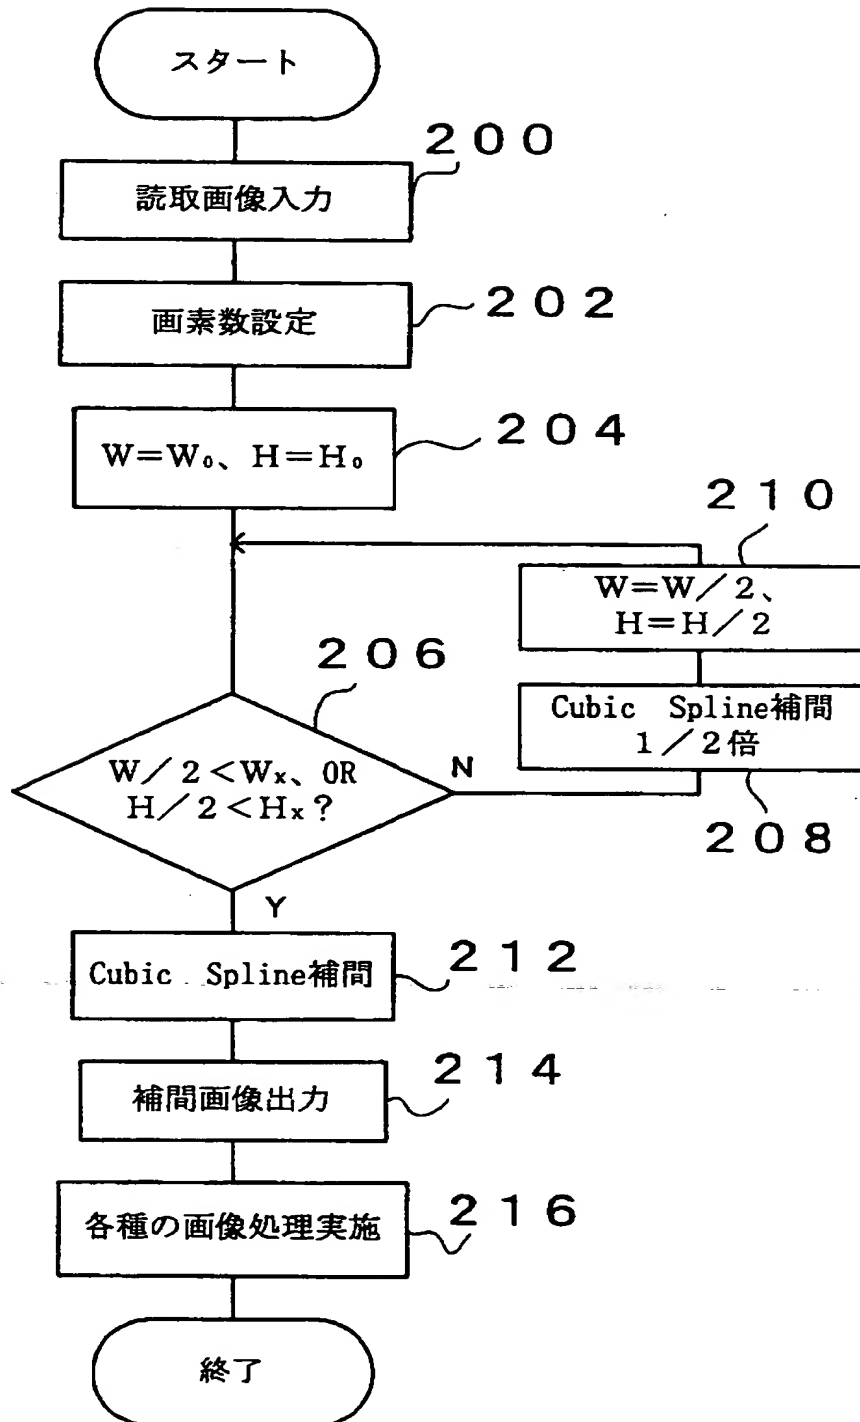 スタート
200
読取画像入力
202
画素数設定
204
W=W₀、H=H₀
210
W=W/2、
H=H/2
206
Cubic Spline補間
1/2倍
W/2<Wx、OR
H/2<Hx?
N
208
Y
212
Cubic Spline補間
214
補間画像出力
216
各種の画像処理実施
終了